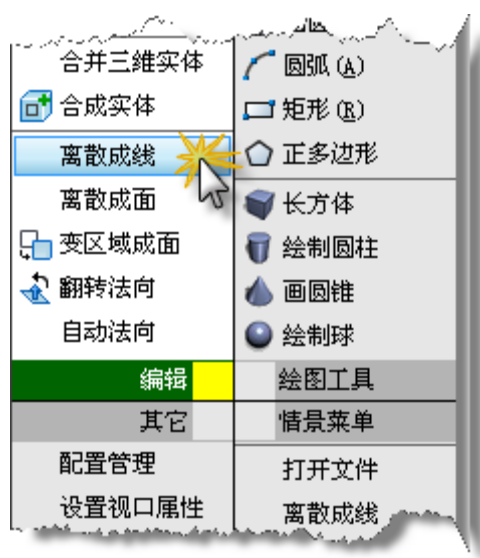 合并三维实体
合成实体
离散成线
离散成面
变区域成面
翻转法向
自动法向
编辑
其它
配置管理
设置视口属性
圆弧 (A)
矩形 (R)
正多边形
长方体
绘制圆柱
画圆锥
绘制球
绘图工具
情景菜单
打开文件
离散成线